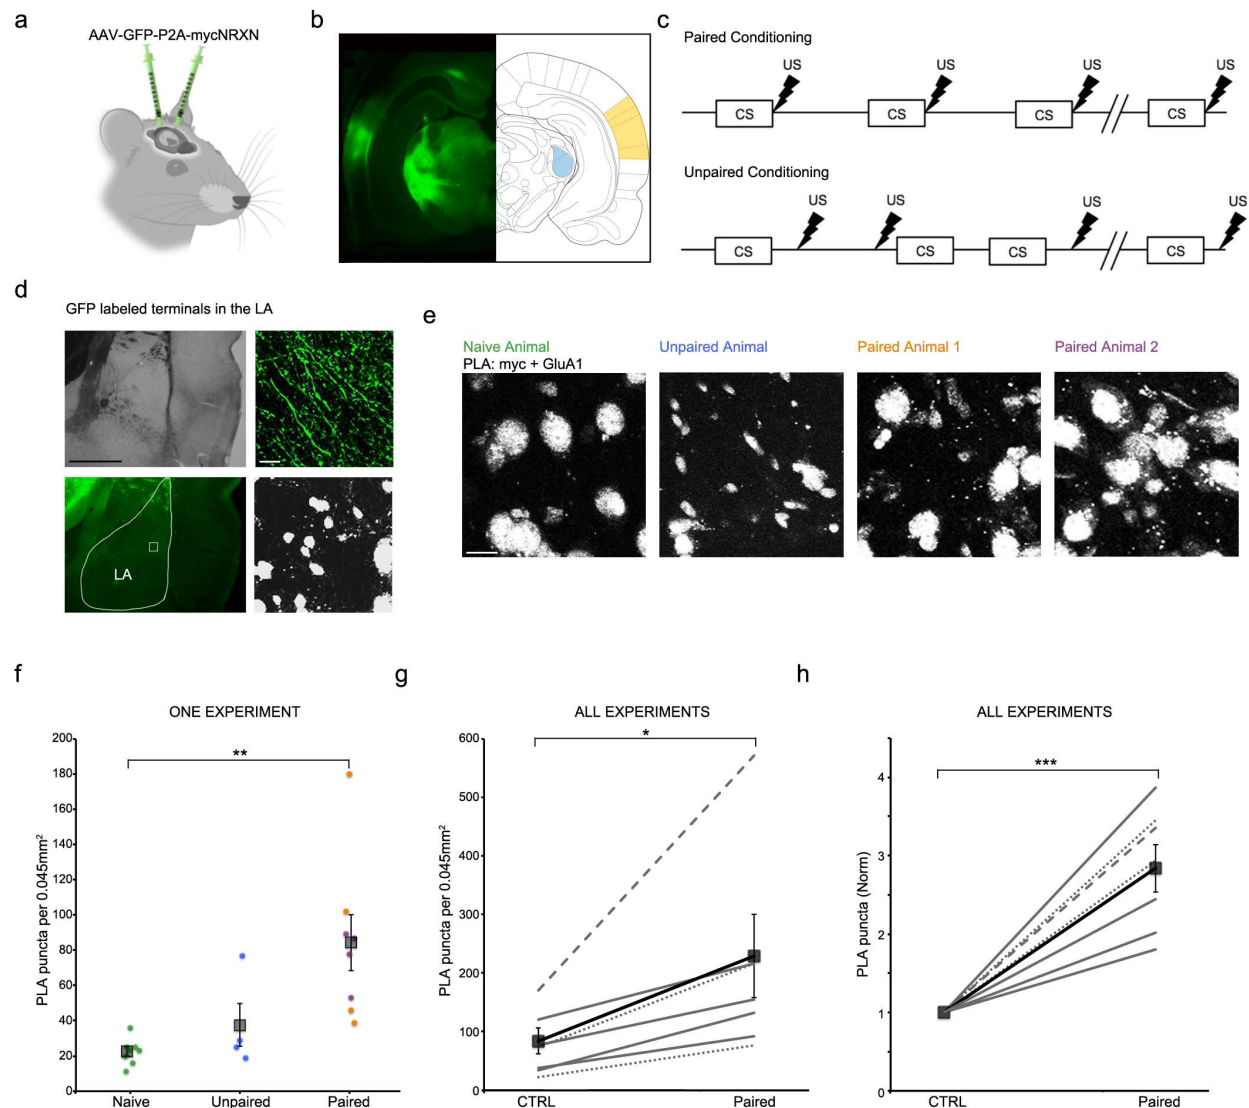 a
AAV-GFP-P2A-mycNRXN
b
c
Paired Conditioning
US US US US
CS CS CS CS
Unpaired Conditioning
US US US US
CS CS CS CS
d
GFP labeled terminals in the LA
LA
e
Naive Animal
PLA: myc + GluA1
Unpaired Animal
Paired Animal 1
Paired Animal 2
f
ONE EXPERIMENT
PLA puncta per 0.045mm²
200
180
160
140
120
100
80
60
40
20
0
**
Naive Unpaired Paired
g
ALL EXPERIMENTS
PLA puncta per 0.045mm²
600
500
400
300
200
100
0
*
CTRL Paired
h
ALL EXPERIMENTS
PLA puncta (Norm)
4
3
2
1
0
***
CTRL Paired